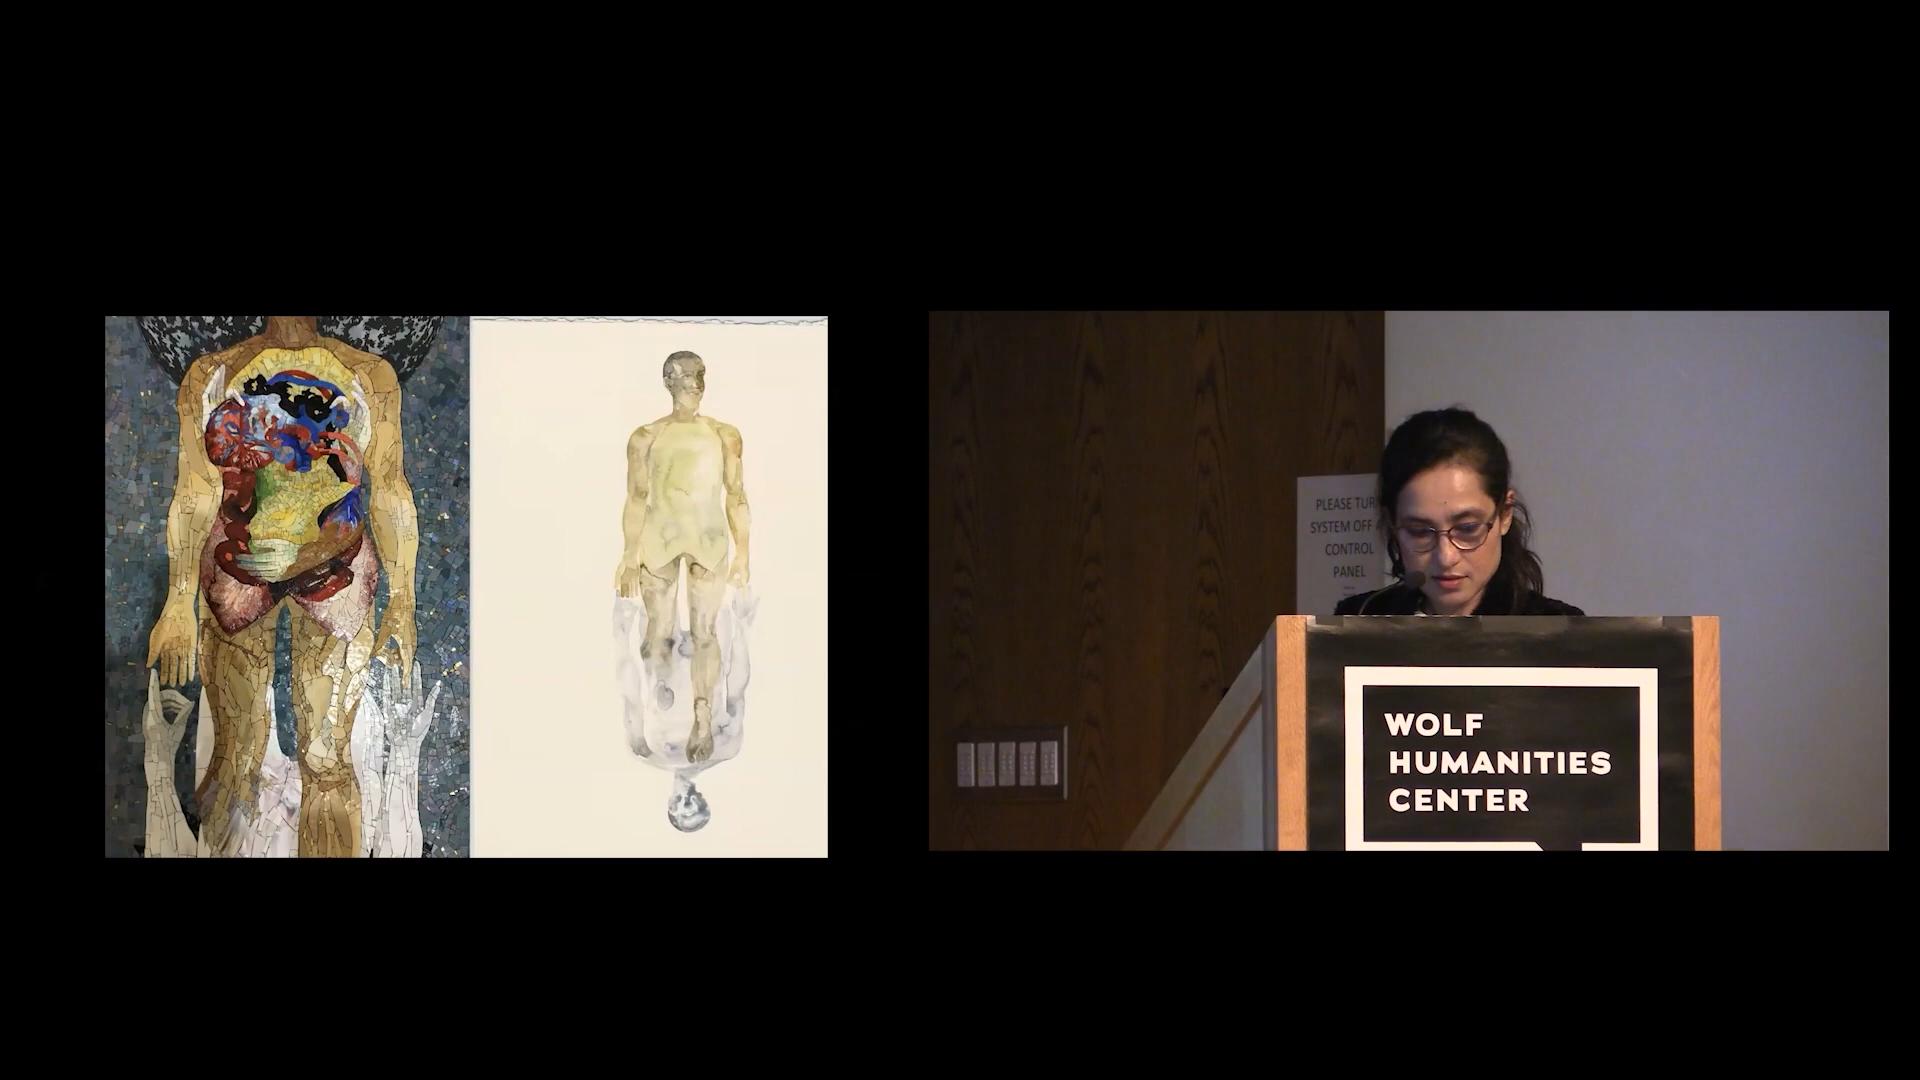 PLEASE TUR
SYSTEM OFF
CONTROL
PANEL
WOLF
HUMANITIES
CENTER